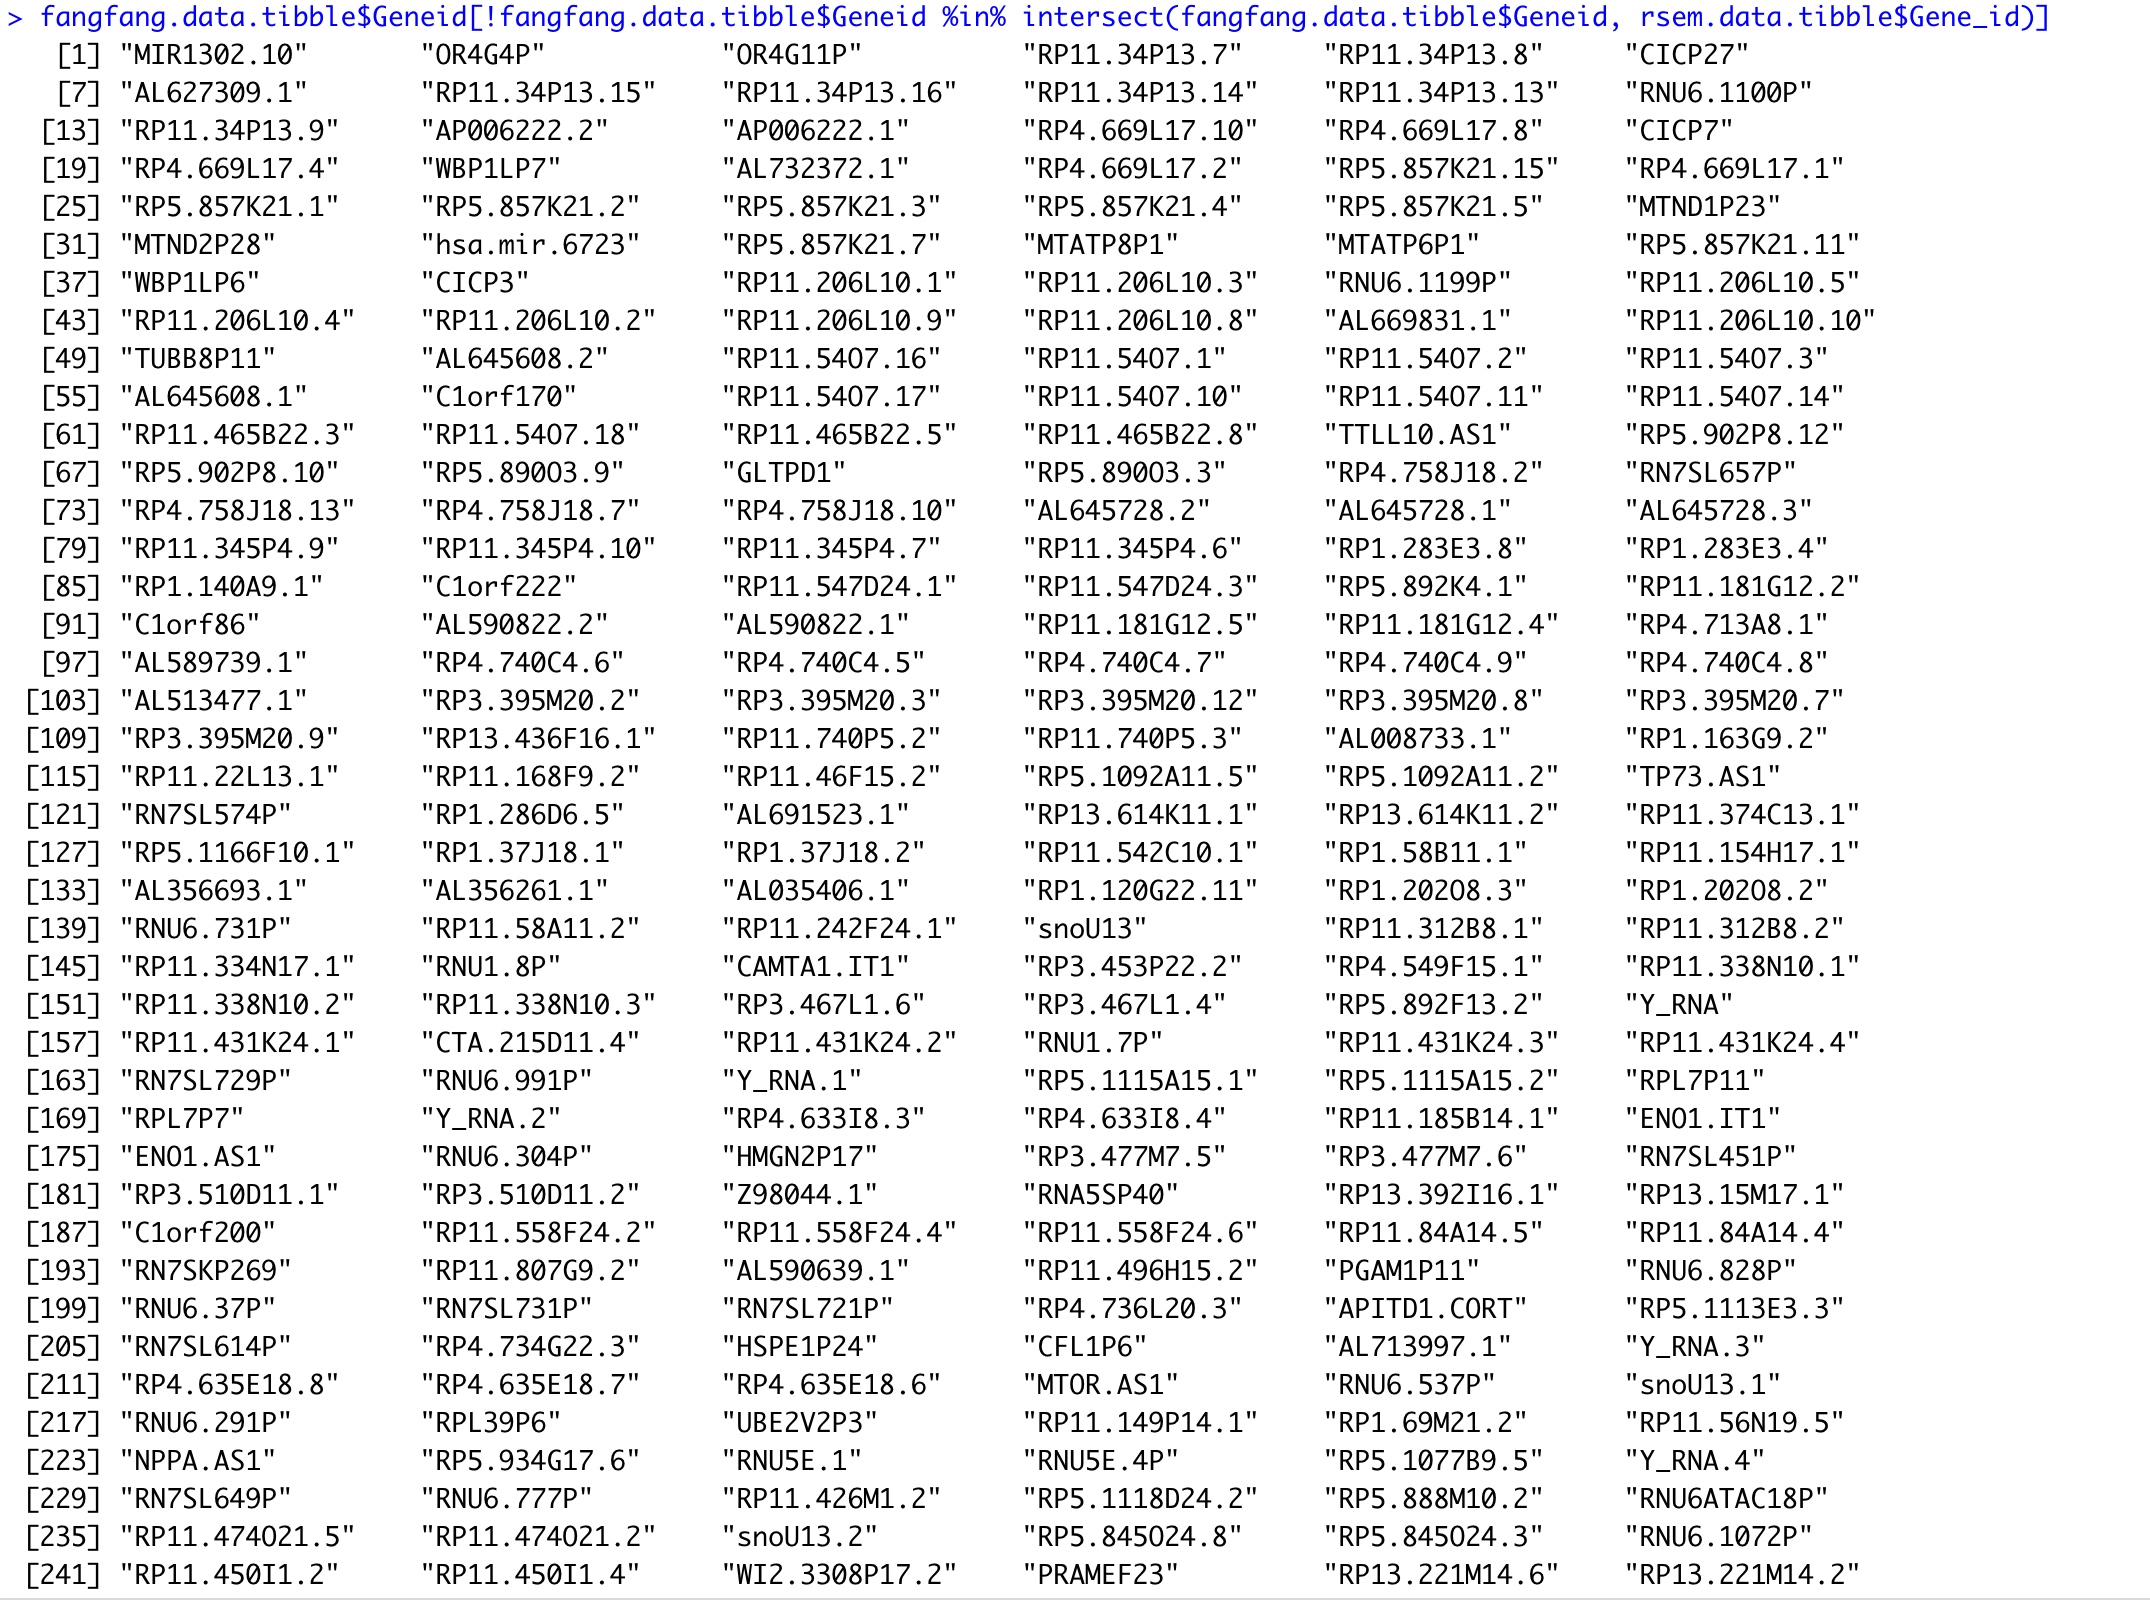 > fangfang.data.tibble$Geneid[!fangfang.data.tibble$Geneid %in% intersect(fangfang.data.tibble$Geneid, rsem.data.tibble$Gene_id)]
[1] "MIR1302.10" "OR4G4P" "OR4G11P" "RP11.34P13.7" "RP11.34P13.8" "CICP27"
[7] "AL627309.1" "RP11.34P13.15" "RP11.34P13.16" "RP11.34P13.14" "RP11.34P13.13" "RNU6.1100P"
[13] "RP11.34P13.9" "AP006222.2" "AP006222.1" "RP4.669L17.10" "RP4.669L17.8" "CICP7"
[19] "RP4.669L17.4" "WBP1LP7" "AL732372.1" "RP4.669L17.2" "RP5.857K21.15" "RP4.669L17.1"
[25] "RP5.857K21.1" "RP5.857K21.2" "RP5.857K21.3" "RP5.857K21.4" "RP5.857K21.5" "MTND1P23"
[31] "MTND2P28" "hsa.mir.6723" "RP5.857K21.7" "MTATP8P1" "MTATP6P1" "RP5.857K21.11"
[37] "WBP1LP6" "CICP3" "RP11.206L10.1" "RP11.206L10.3" "RNU6.1199P" "RP11.206L10.5"
[43] "RP11.206L10.4" "RP11.206L10.2" "RP11.206L10.9" "RP11.206L10.8" "AL669831.1" "RP11.206L10.10"
[49] "TUBB8P11" "AL645608.2" "RP11.54O7.16" "RP11.54O7.1" "RP11.54O7.2" "RP11.54O7.3"
[55] "AL645608.1" "C1orf170" "RP11.54O7.17" "RP11.54O7.10" "RP11.54O7.11" "RP11.54O7.14"
[61] "RP11.465B22.3" "RP11.54O7.18" "RP11.465B22.5" "RP11.465B22.8" "TTLL10.AS1" "RP5.902P8.12"
[67] "RP5.902P8.10" "RP5.890O3.9" "GLTPD1" "RP5.890O3.3" "RP4.758J18.2" "RN7SL657P"
[73] "RP4.758J18.13" "RP4.758J18.7" "RP4.758J18.10" "AL645728.2" "AL645728.1" "AL645728.3"
[79] "RP11.345P4.9" "RP11.345P4.10" "RP11.345P4.7" "RP11.345P4.6" "RP1.283E3.8" "RP1.283E3.4"
[85] "RP1.140A9.1" "C1orf222" "RP11.547D24.1" "RP11.547D24.3" "RP5.892K4.1" "RP11.181G12.2"
[91] "C1orf86" "AL590822.2" "AL590822.1" "RP11.181G12.5" "RP11.181G12.4" "RP4.713A8.1"
[97] "AL589739.1" "RP4.740C4.6" "RP4.740C4.5" "RP4.740C4.7" "RP4.740C4.9" "RP4.740C4.8"
[103] "AL513477.1" "RP3.395M20.2" "RP3.395M20.3" "RP3.395M20.12" "RP3.395M20.8" "RP3.395M20.7"
[109] "RP3.395M20.9" "RP13.436F16.1" "RP11.740P5.2" "RP11.740P5.3" "AL008733.1" "RP1.163G9.2"
[115] "RP11.22L13.1" "RP11.168F9.2" "RP11.46F15.2" "RP5.1092A11.5" "RP5.1092A11.2" "TP73.AS1"
[121] "RN7SL574P" "RP1.286D6.5" "AL691523.1" "RP13.614K11.1" "RP13.614K11.2" "RP11.374C13.1"
[127] "RP5.1166F10.1" "RP1.37J18.1" "RP1.37J18.2" "RP11.542C10.1" "RP1.58B11.1" "RP11.154H17.1"
[133] "AL356693.1" "AL356261.1" "AL035406.1" "RP1.120G22.11" "RP1.202O8.3" "RP1.202O8.2"
[139] "RNU6.731P" "RP11.58A11.2" "RP11.242F24.1" "snoU13" "RP11.312B8.1" "RP11.312B8.2"
[145] "RP11.334N17.1" "RNU1.8P" "CAMTA1.IT1" "RP3.453P22.2" "RP4.549F15.1" "RP11.338N10.1"
[151] "RP11.338N10.2" "RP11.338N10.3" "RP3.467L1.6" "RP3.467L1.4" "RP5.892F13.2" "Y_RNA"
[157] "RP11.431K24.1" "CTA.215D11.4" "RP11.431K24.2" "RNU1.7P" "RP11.431K24.3" "RP11.431K24.4"
[163] "RN7SL729P" "RNU6.991P" "Y_RNA.1" "RP5.1115A15.1" "RP5.1115A15.2" "RPL7P11"
[169] "RPL7P7" "Y_RNA.2" "RP4.633I8.3" "RP4.633I8.4" "RP11.185B14.1" "ENO1.IT1"
[175] "ENO1.AS1" "RNU6.304P" "HMGN2P17" "RP3.477M7.5" "RP3.477M7.6" "RN7SL451P"
[181] "RP3.510D11.1" "RP3.510D11.2" "Z98044.1" "RNA5SP40" "RP13.392I16.1" "RP13.15M17.1"
[187] "C1orf200" "RP11.558F24.2" "RP11.558F24.4" "RP11.558F24.6" "RP11.84A14.5" "RP11.84A14.4"
[193] "RN7SKP269" "RP11.807G9.2" "AL590639.1" "RP11.496H15.2" "PGAM1P11" "RNU6.828P"
[199] "RNU6.37P" "RN7SL731P" "RN7SL721P" "RP4.736L20.3" "APITD1.CORT" "RP5.1113E3.3"
[205] "RN7SL614P" "RP4.734G22.3" "HSPE1P24" "CFL1P6" "AL713997.1" "Y_RNA.3"
[211] "RP4.635E18.8" "RP4.635E18.7" "RP4.635E18.6" "MTOR.AS1" "RNU6.537P" "snoU13.1"
[217] "RNU6.291P" "RPL39P6" "UBE2V2P3" "RP11.149P14.1" "RP1.69M21.2" "RP11.56N19.5"
[223] "NPPA.AS1" "RP5.934G17.6" "RNU5E.1" "RNU5E.4P" "RP5.1077B9.5" "Y_RNA.4"
[229] "RN7SL649P" "RNU6.777P" "RP11.426M1.2" "RP5.1118D24.2" "RP5.888M10.2" "RNU6ATAC18P"
[235] "RP11.474O21.5" "RP11.474O21.2" "snoU13.2" "RP5.845O24.8" "RP5.845O24.3" "RNU6.1072P"
[241] "RP11.450I1.2" "RP11.450I1.4" "WI2.3308P17.2" "PRAMEF23" "RP13.221M14.6" "RP13.221M14.2"